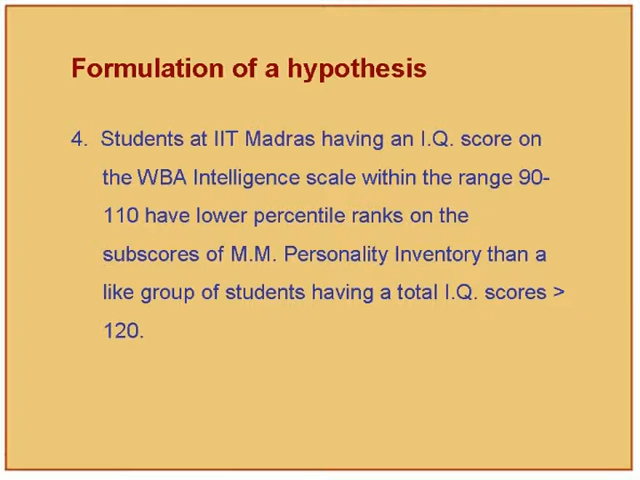 Formulation of a hypothesis
4. Students at IIT Madras having an I.Q. score on
the WBA Intelligence scale within the range 90-
110 have lower percentile ranks on the
subscores of M.M. Personality Inventory than a
like group of students having a total I.Q. scores >
120.